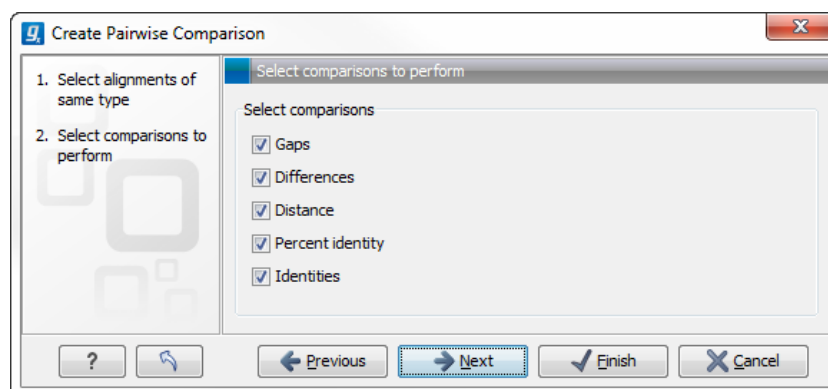 Create Pairwise Comparison
1. Select alignments of
same type
2. Select comparisons to
perform
Select comparisons to perform
Select comparisons
Gaps
Differences
Distance
Percent identity
Identities
? Previous Next Finish Cancel